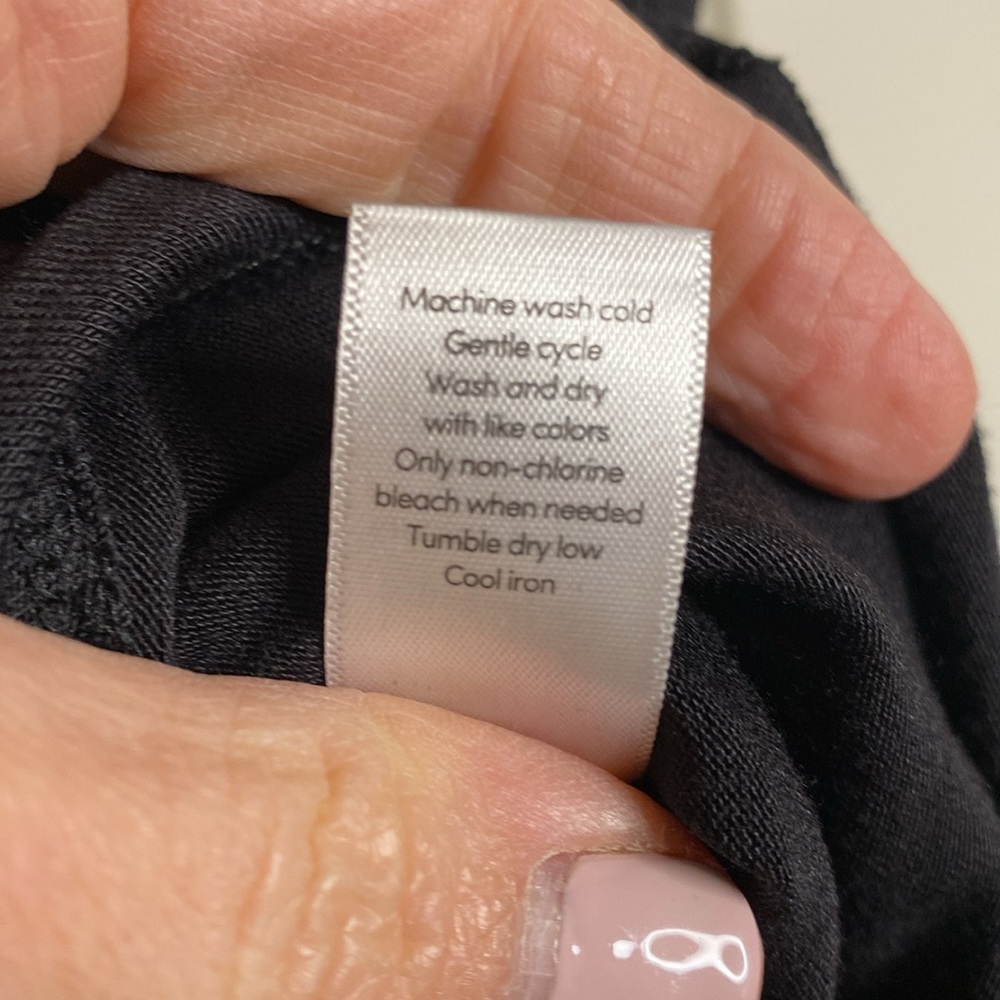 Machine wash cold
Gentle cycle
Wash and dry
with like colors
Only non-chlorine
bleach when needed
Tumble dry low
Cool iron